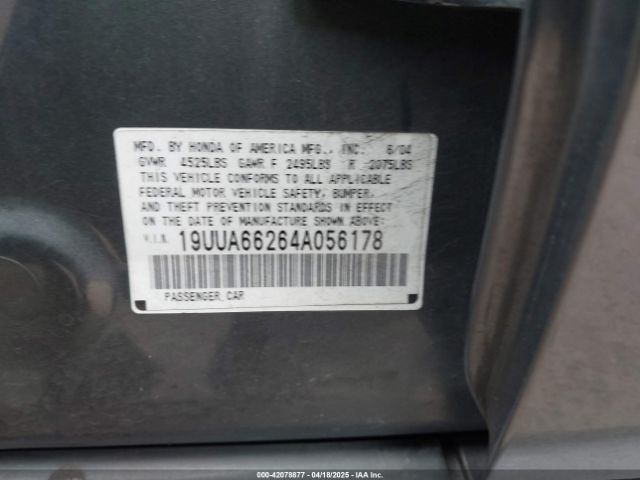 MFD. BY HONDA OF AMERICA MFG., INC. 6/04
GVWR 4525LBS GAWR F 2495LBS R 2075LBS
THIS VEHICLE CONFORMS TO ALL APPLICABLE
FEDERAL MOTOR VEHICLE SAFETY, BUMPER,
AND THEFT PREVENTION STANDARDS IN EFFECT
ON THE DATE OF MANUFACTURE SHOWN ABOVE:
V.I.N. 19UUA66264A056178
PASSENGER CAR
000-42078877 04/18/2025 - IAA Inc.